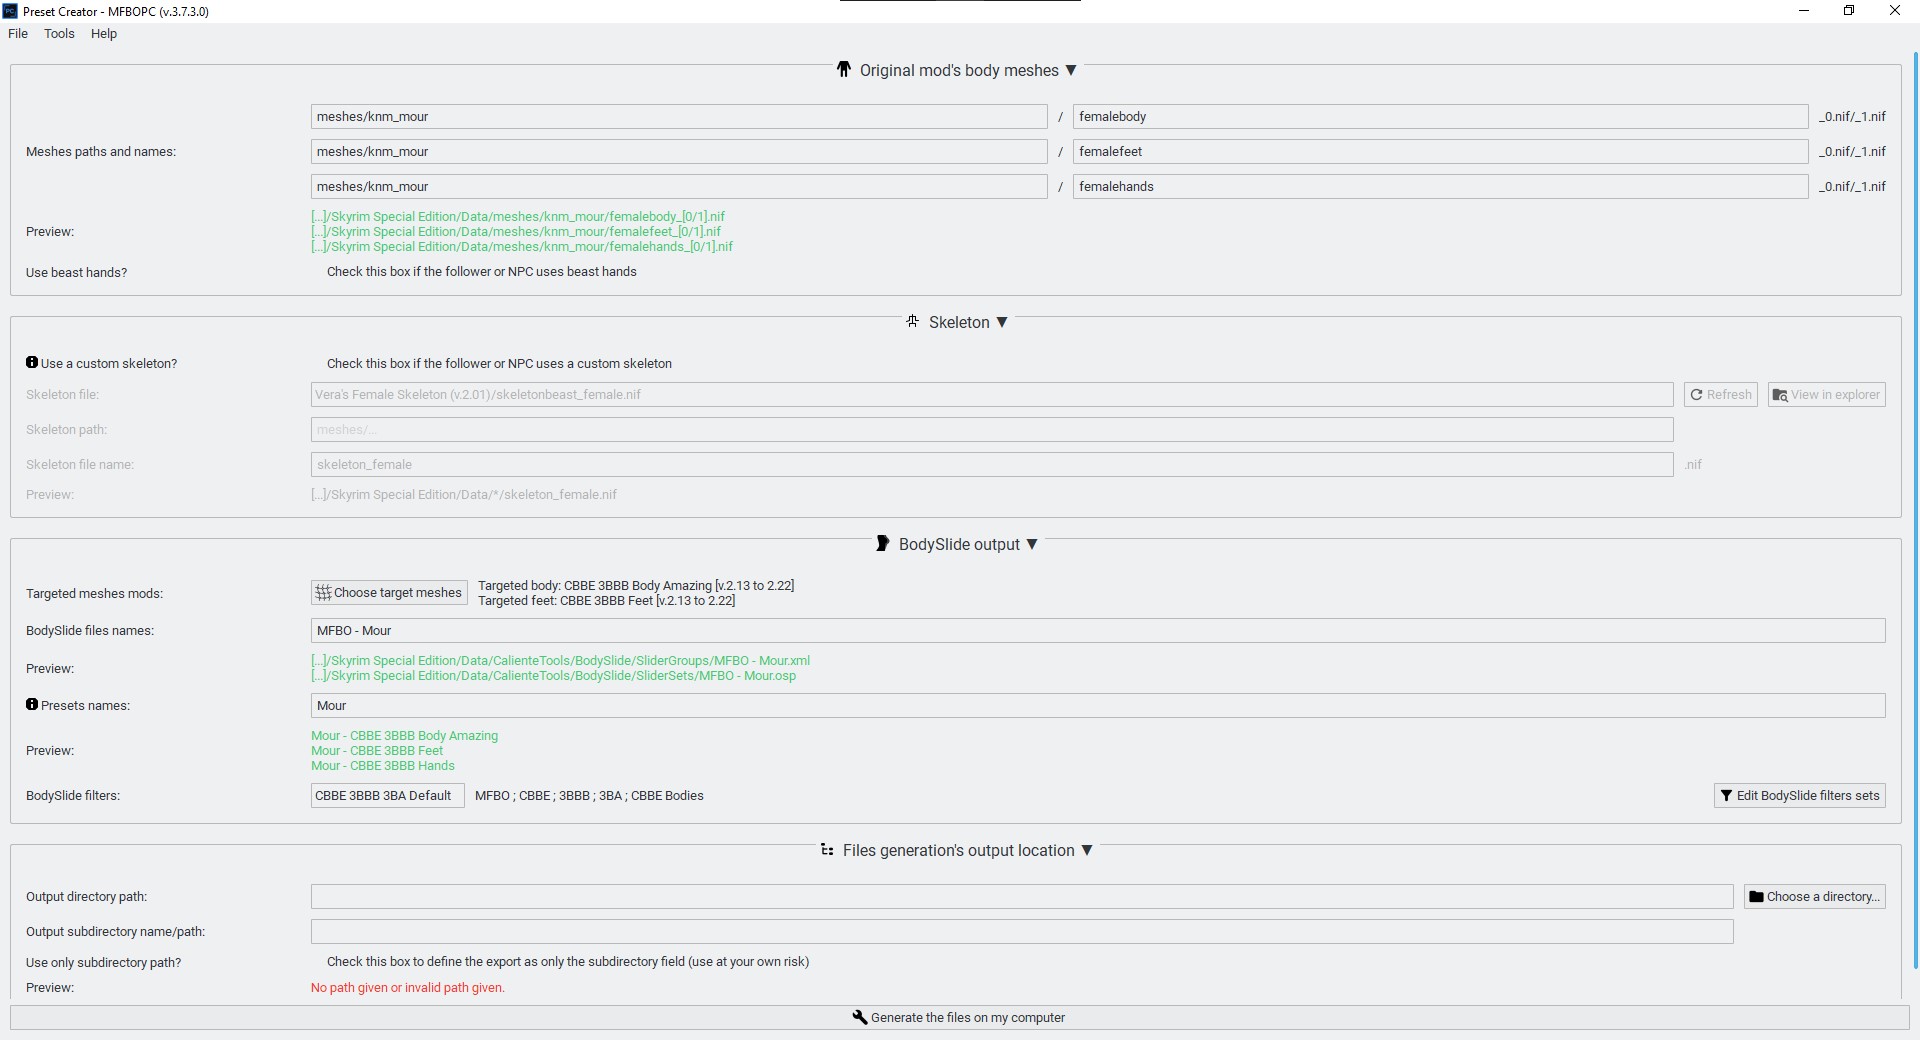 Preset Creator - MFBOPC (v.3.7.3.0)
File Tools Help
Original mod's body meshes ▼
meshes/knm_mour / femalebody _0.nif/_1.nif
Meshes paths and names: meshes/knm_mour / femalefeet _0.nif/_1.nif
meshes/knm_mour / femalehands _0.nif/_1.nif
[...]/Skyrim Special Edition/Data/meshes/knm_mour/femalebody_[0/1].nif
Preview: [...]/Skyrim Special Edition/Data/meshes/knm_mour/femalefeet_[0/1].nif
[...]/Skyrim Special Edition/Data/meshes/knm_mour/femalehands_[0/1].nif
Use beast hands? Check this box if the follower or NPC uses beast hands
Skeleton ▼
Use a custom skeleton? Check this box if the follower or NPC uses a custom skeleton
Skeleton file: Vera's Female Skeleton (v.2.01)/skeletonbeast_female.nif Refresh View in explorer
Skeleton path: meshes/...
Skeleton file name: skeleton_female .nif
Preview: [...]/Skyrim Special Edition/Data/*/skeleton_female.nif
BodySlide output ▼
Targeted meshes mods: Choose target meshes Targeted body: CBBE 3BBB Body Amazing [v.2.13 to 2.22]
Targeted feet: CBBE 3BBB Feet [v.2.13 to 2.22]
BodySlide files names: MFBO - Mour
Preview: [...]/Skyrim Special Edition/Data/CalienteTools/BodySlide/SliderGroups/MFBO - Mour.xml
[...]/Skyrim Special Edition/Data/CalienteTools/BodySlide/SliderSets/MFBO - Mour.osp
Presets names: Mour
Mour - CBBE 3BBB Body Amazing
Preview: Mour - CBBE 3BBB Feet
Mour - CBBE 3BBB Hands
BodySlide filters: CBBE 3BBB 3BA Default MFBO ; CBBE ; 3BBB ; 3BA ; CBBE Bodies Edit BodySlide filters sets
Files generation's output location ▼
Output directory path: Choose a directory...
Output subdirectory name/path:
Use only subdirectory path? Check this box to define the export as only the subdirectory field (use at your own risk)
Preview: No path given or invalid path given.
Generate the files on my computer